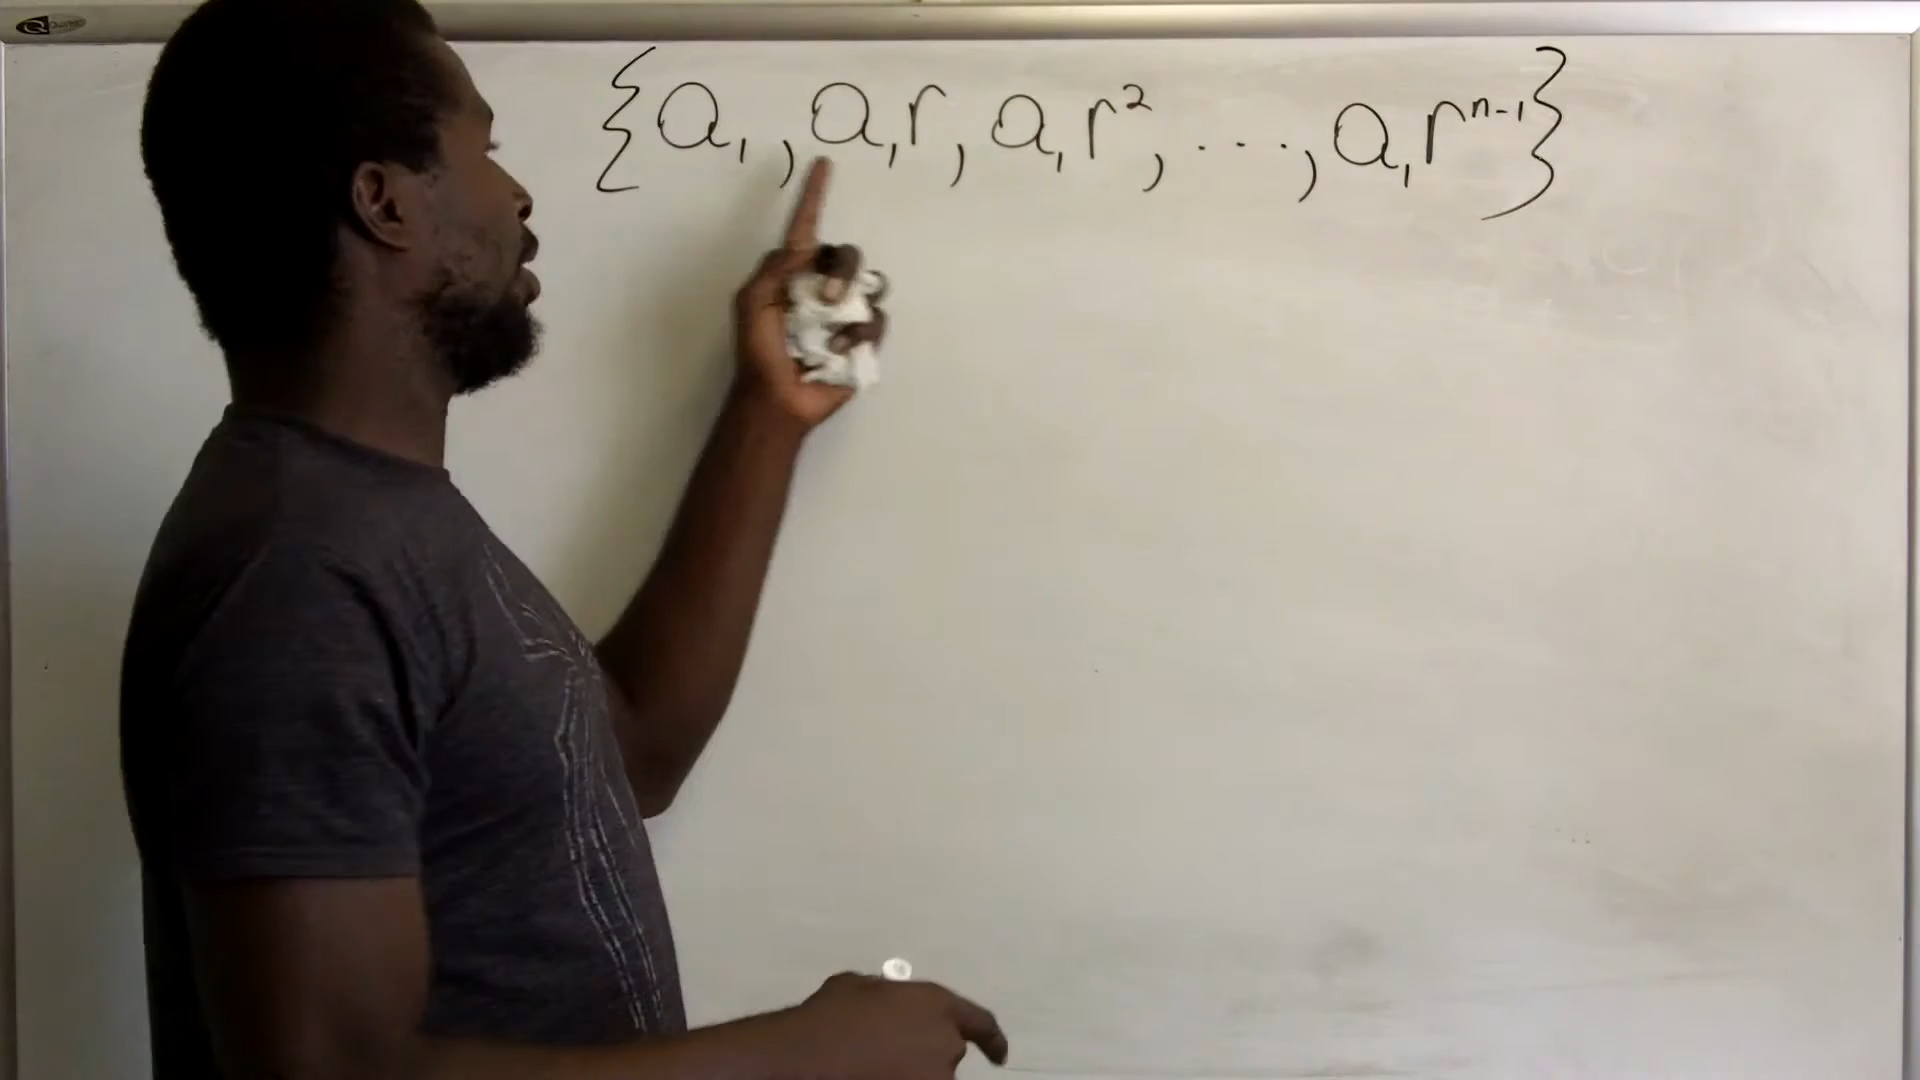 {a₁, a₁r, a₁r², ..., a₁rⁿ⁻¹}